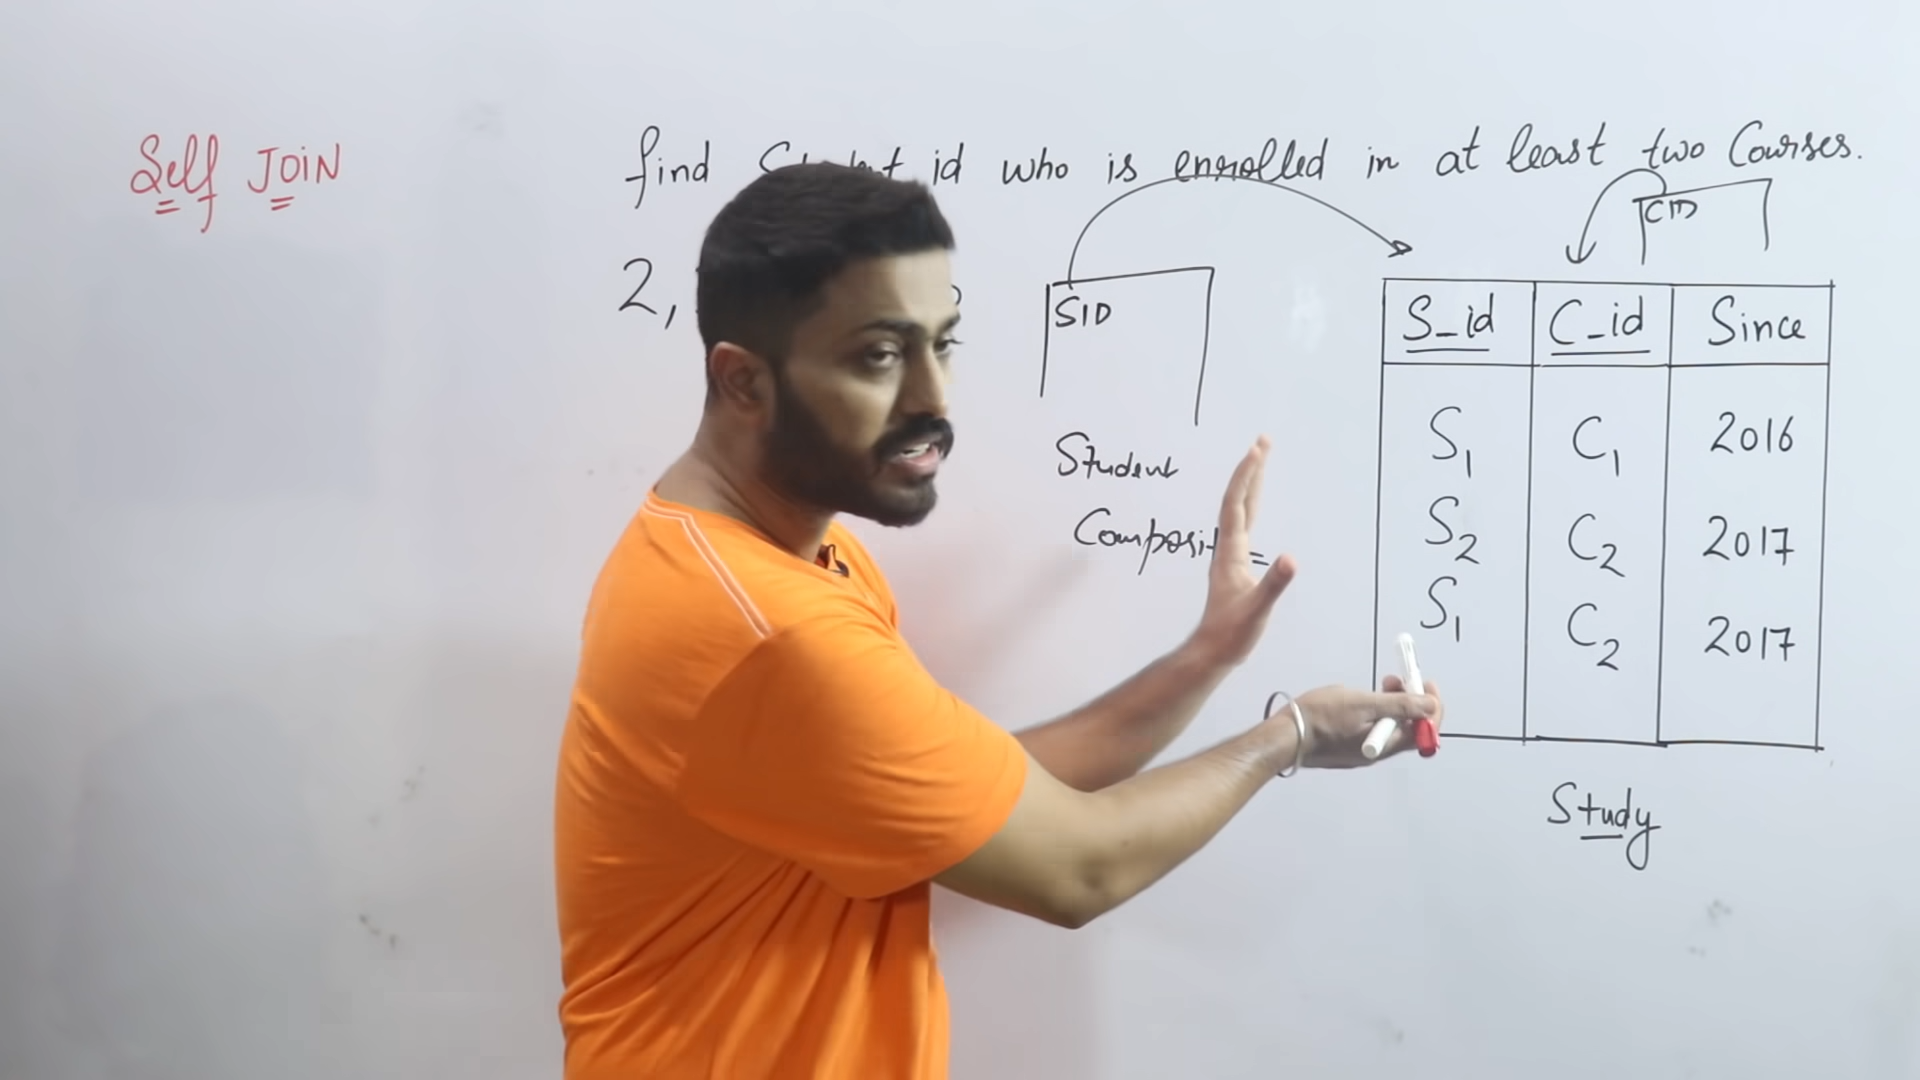 Self JOIN
find id who is enrolled in at least two Courses.
CID
2,
SID
S_id C_id Since
S1 C1 2016
Student
S2 C2 2017
S1 C2 2017
Study